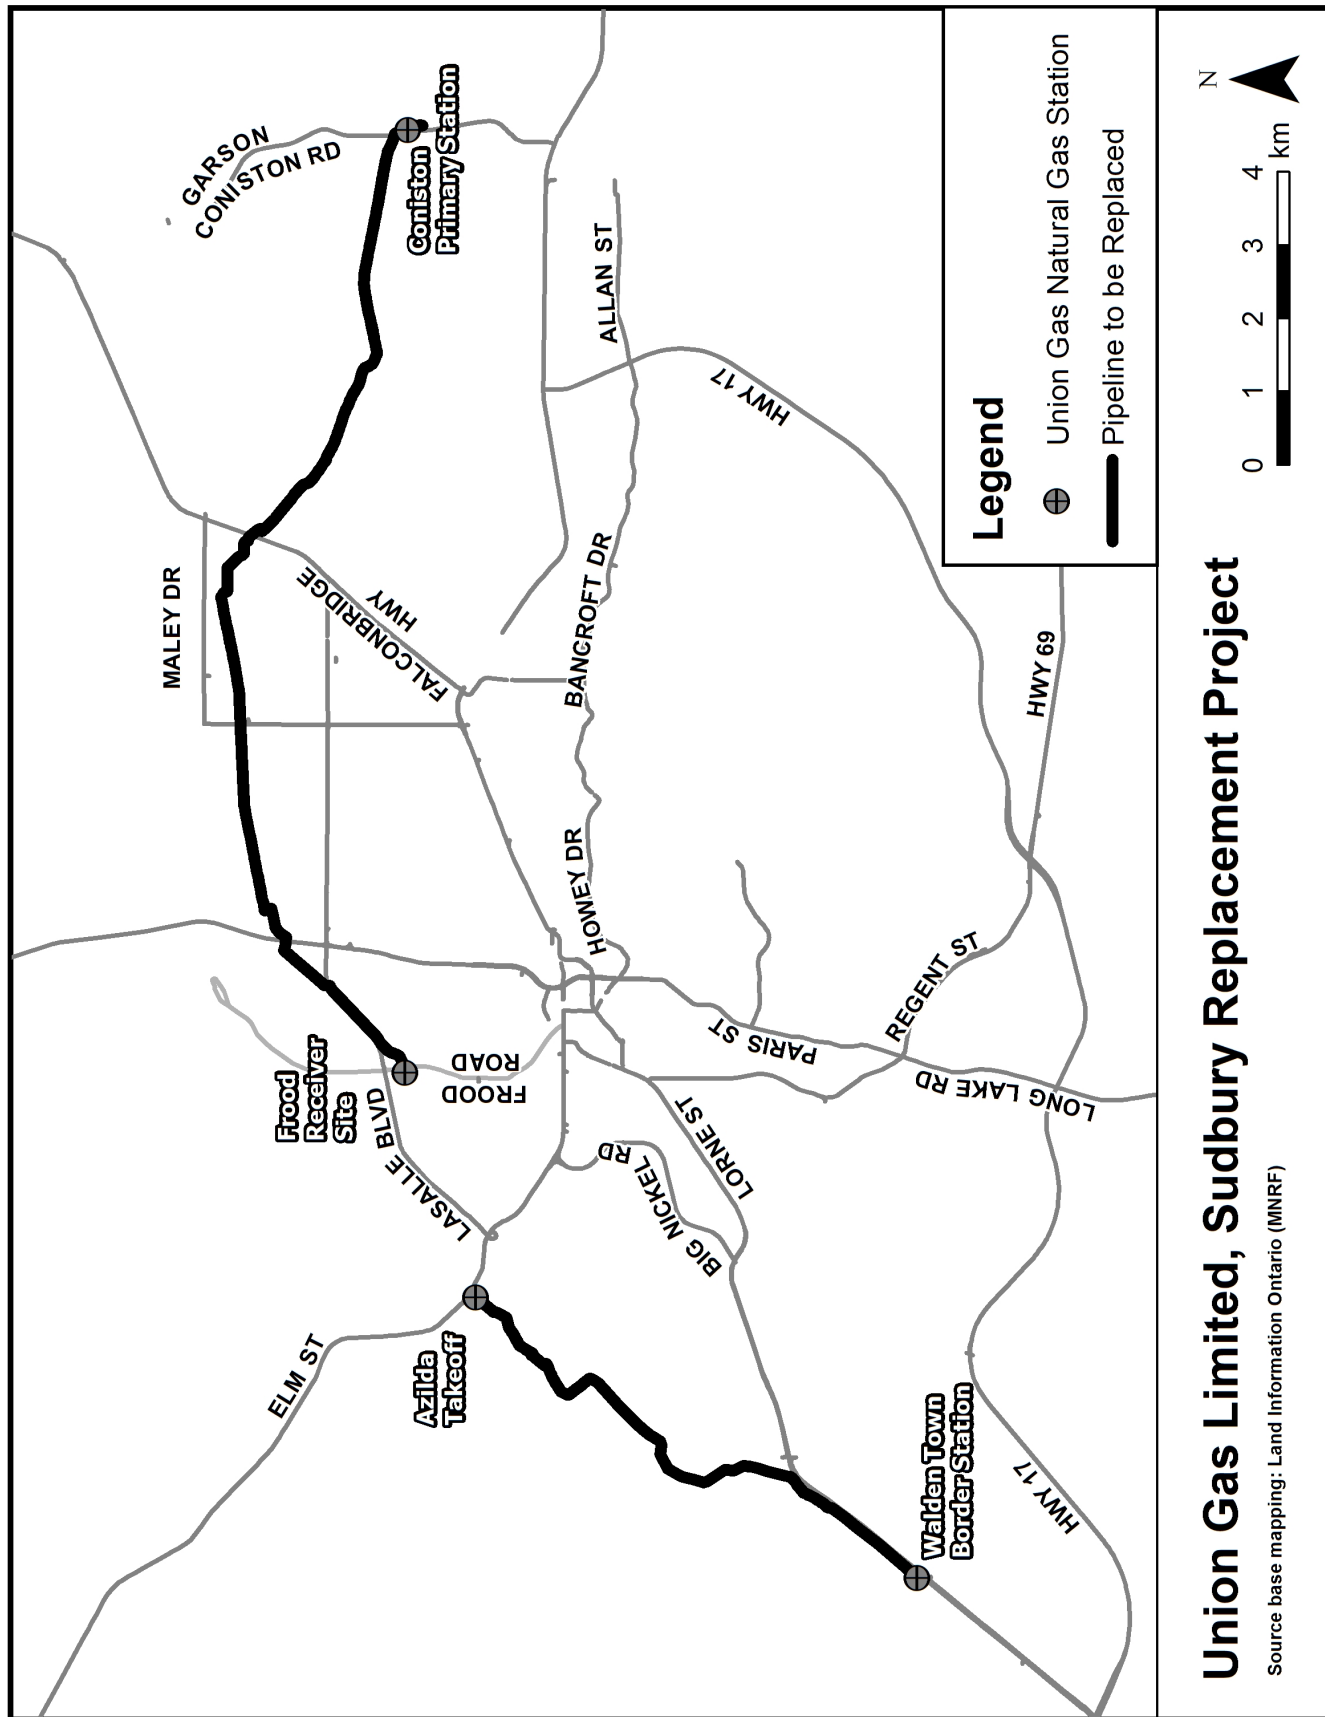 ELM ST
Azilda
Takeoff
Walden Town
Border Station
HWY 17
LASALLE BLVD
Frood
Receiver
Site
FROOD
ROAD
BIG NICKEL RD
LORNE ST
PARIS ST
LONG LAKE RD
REGENT ST
HOWEY DR
BANCROFT DR
MALEY DR
FALCONBRIDGE
HWY
HWY 69
HWY 17
ALLAN ST
GARSON
CONISTON RD
Coniston
Primary Station
Legend
Union Gas Natural Gas Station
Pipeline to be Replaced
Union Gas Limited, Sudbury Replacement Project
Source base mapping: Land Information Ontario (MNRF)
0 1 2 3 4
km
N